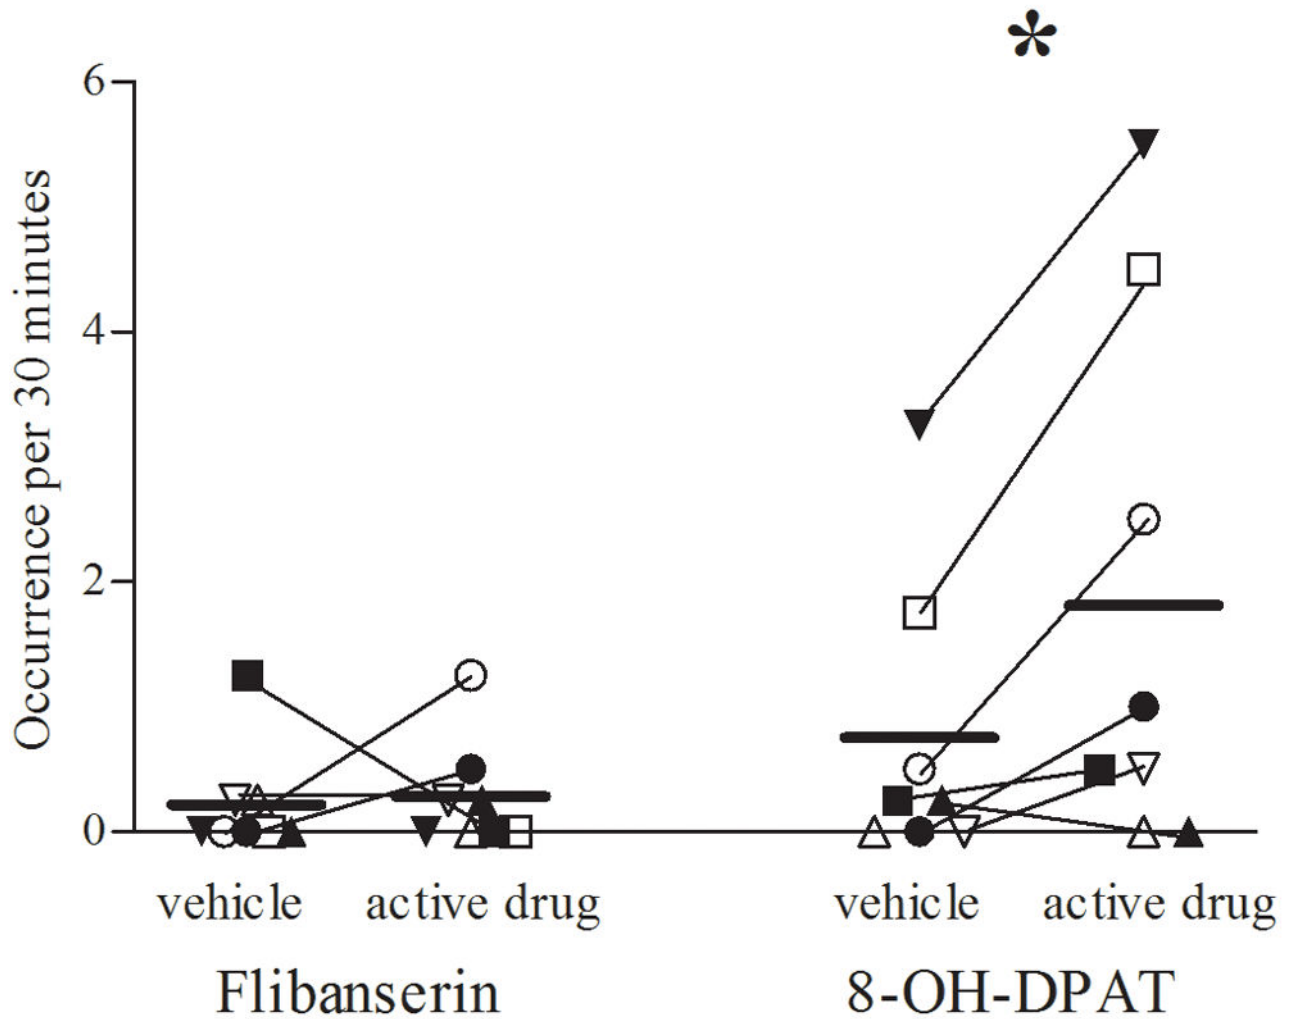 *
6
4
2
0
Occurrence per 30 minutes
vehicle active drug vehicle active drug
Flibanserin 8-OH-DPAT